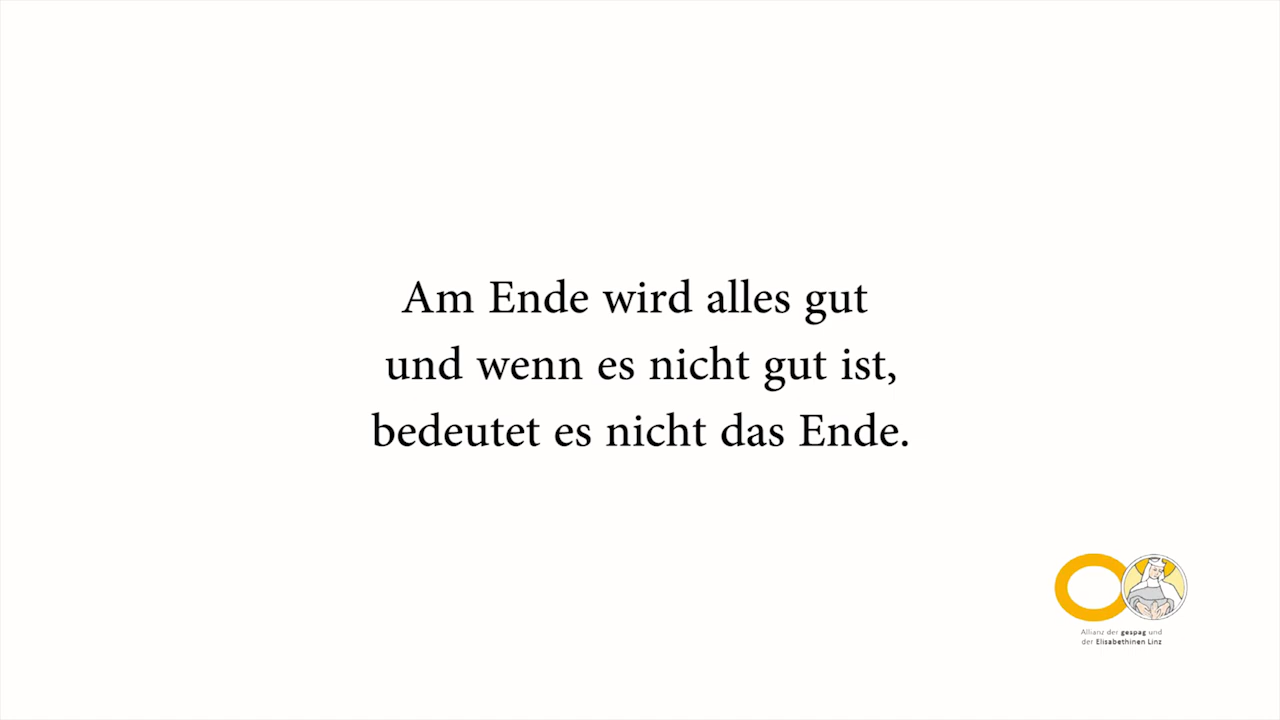 Am Ende wird alles gut
und wenn es nicht gut ist,
bedeutet es nicht das Ende.
Allianz der gespag und
der Elisabethinen Linz